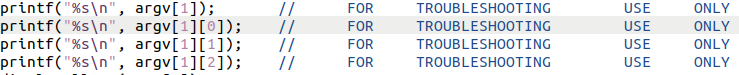 printf("%s\n", argv[1]); // FOR TROUBLESHOOTING USE ONLY
printf("%s\n", argv[1][0]); // FOR TROUBLESHOOTING USE ONLY
printf("%s\n", argv[1][1]); // FOR TROUBLESHOOTING USE ONLY
printf("%s\n", argv[1][2]); // FOR TROUBLESHOOTING USE ONLY